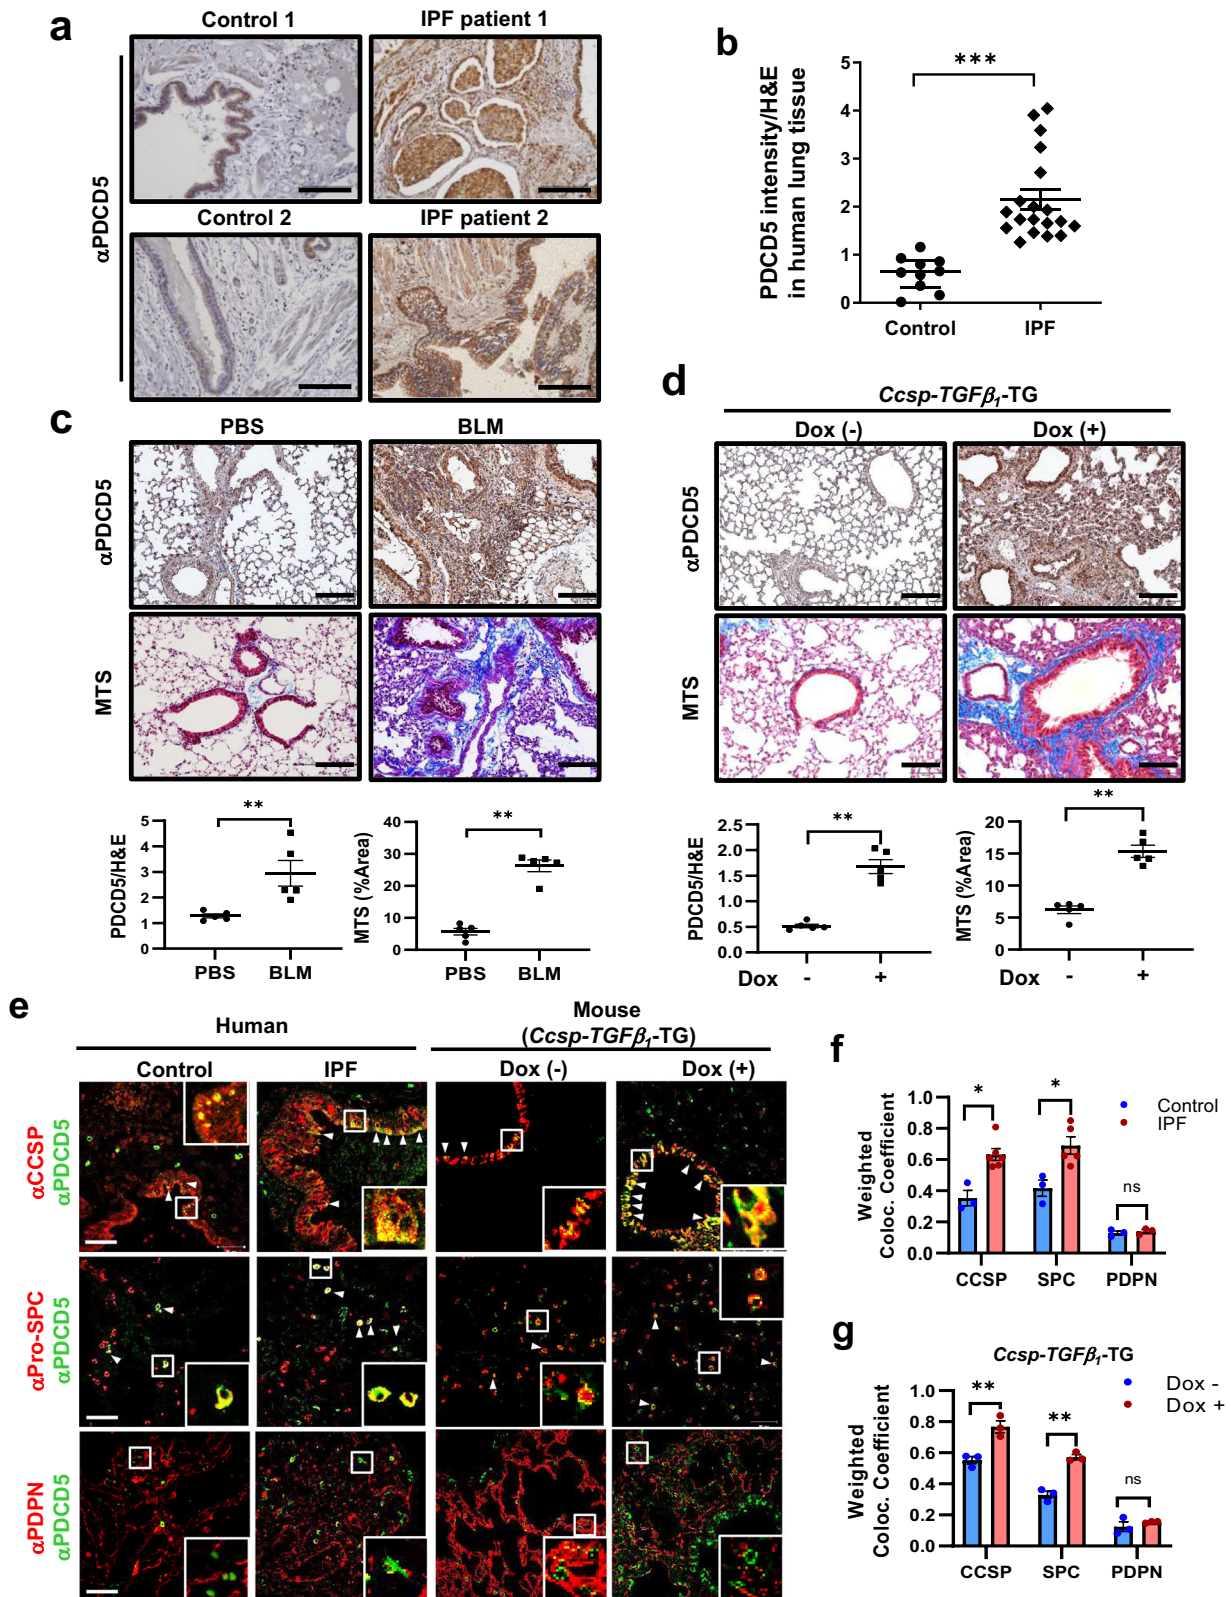 a
Control 1
IPF patient 1
αPDCD5
Control 2
IPF patient 2
b
PDCD5 intensity/H&E
in human lung tissue
5
4
3
2
1
0
***
Control
IPF
c
PBS
BLM
αPDCD5
MTS
PDCD5/H&E
5
4
3
2
1
0
**
PBS
BLM
MTS (%Area)
40
30
20
10
0
**
PBS
BLM
d
Ccsp-TGFβ1-TG
Dox (-)
Dox (+)
αPDCD5
MTS
PDCD5/H&E
2.5
2.0
1.5
1.0
0.5
0.0
**
Dox - +
MTS (%Area)
20
15
10
5
0
**
Dox - +
e
Human
Mouse
(Ccsp-TGFβ1-TG)
Control
IPF
Dox (-)
Dox (+)
αCCSP
αPDCD5
αPro-SPC
αPDCD5
αPDPN
αPDCD5
f
Weighted
Coloc. Coefficient
1.0
0.8
0.6
0.4
0.2
0.0
*
*
ns
Control
IPF
CCSP
SPC
PDPN
g
Ccsp-TGFβ1-TG
Weighted
Coloc. Coefficient
1.0
0.8
0.6
0.4
0.2
0.0
**
**
ns
Dox -
Dox +
CCSP
SPC
PDPN